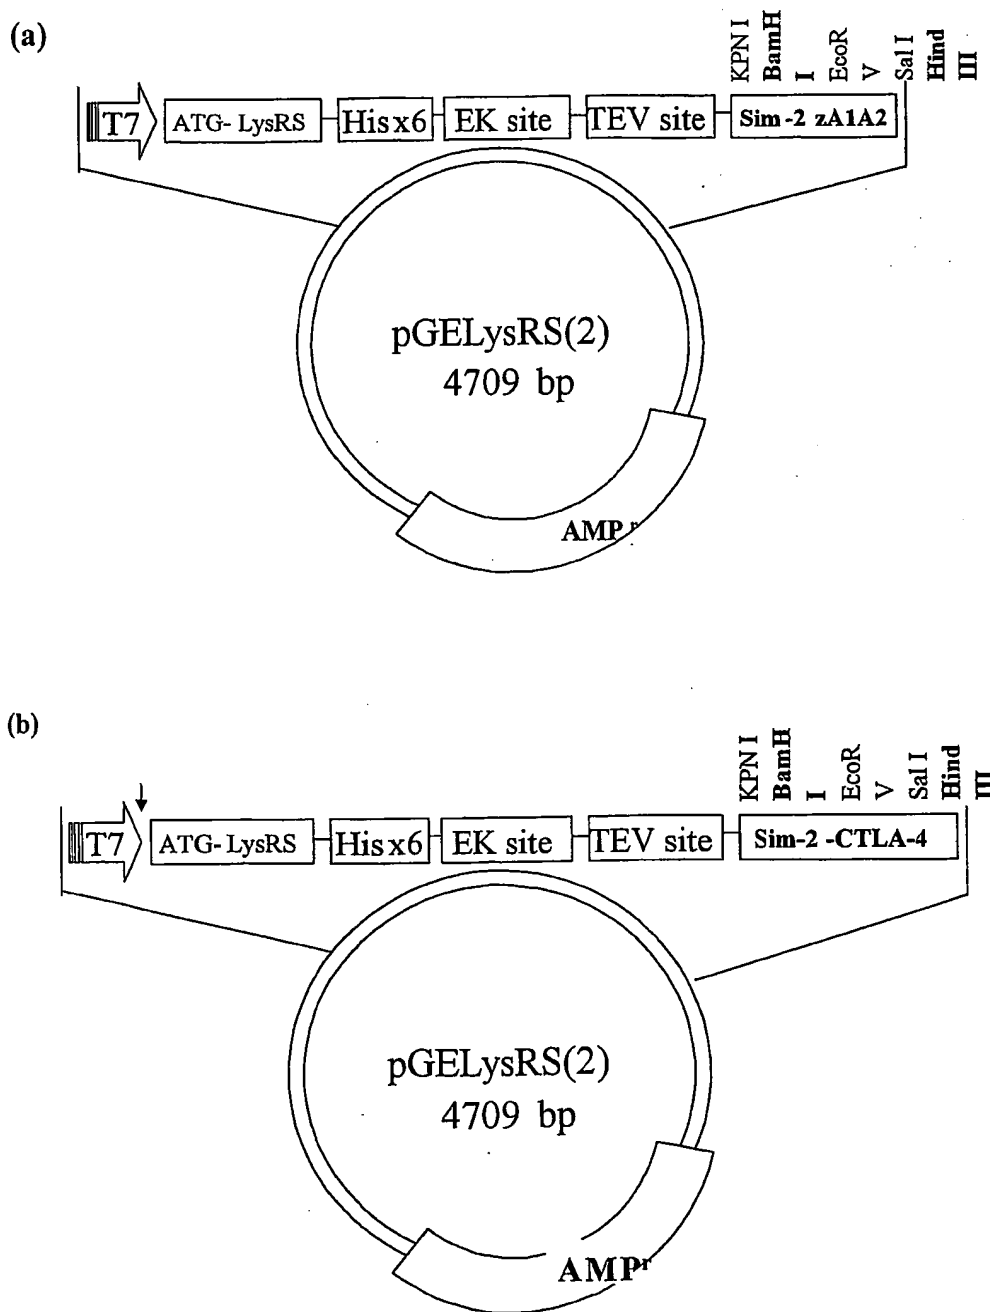 (a)
KPN I
BamH
I
EcoR
V
Sal I
Hind
III
T7
ATG- LysRS
His x6
EK site
TEV site
Sim -2 zA1A2
pGELysRS(2)
4709 bp
AMP r
(b)
KPN I
BamH
I
EcoR
V
Sal I
Hind
III
T7
ATG- LysRS
His x6
EK site
TEV site
Sim-2 -CTLA-4
pGELysRS(2)
4709 bp
AMPr